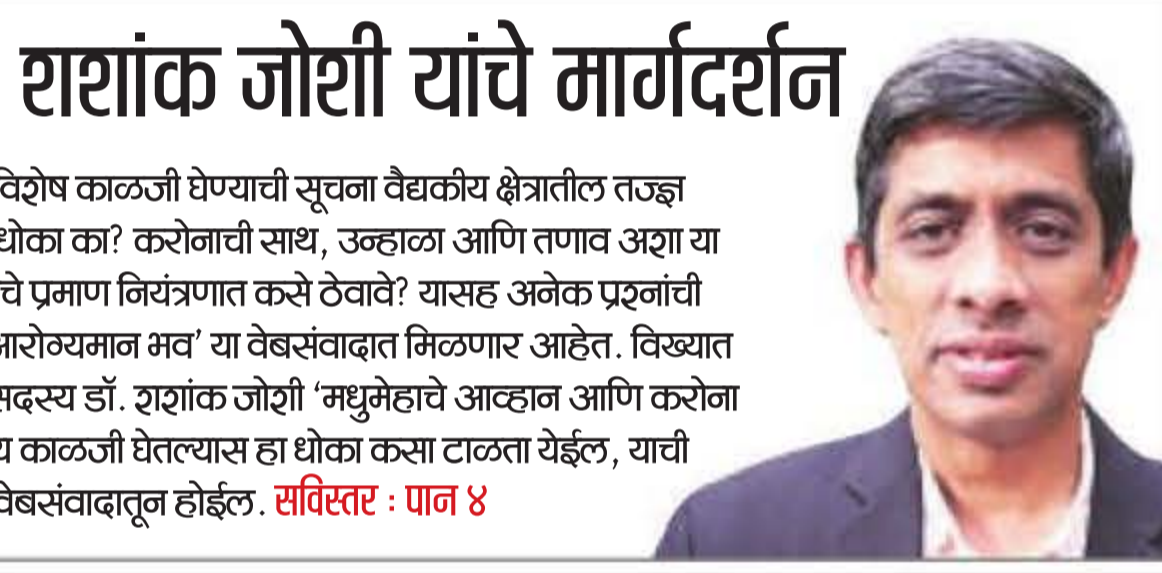 शशांक जोशी यांचे मार्गदर्शन
विशेष काळजी घेण्याची सूचना वैद्यकीय क्षेत्रातील तज्ज्ञ
धोका का? करोनाची साथ, उन्हाळा आणि तणाव अशा या
चे प्रमाण नियंत्रणात कसे ठेवावे? यासह अनेक प्रश्नांची
आरोग्यमान भव’ या वेबसंवादात मिळणार आहेत. विख्यात
सदस्य डॉ. शशांक जोशी ‘मधुमेहाचे आव्हान आणि करोना
य काळजी घेतल्यास हा धोका कसा टाळता येईल, याची
वेबसंवादातून होईल. सविस्तर : पान ४